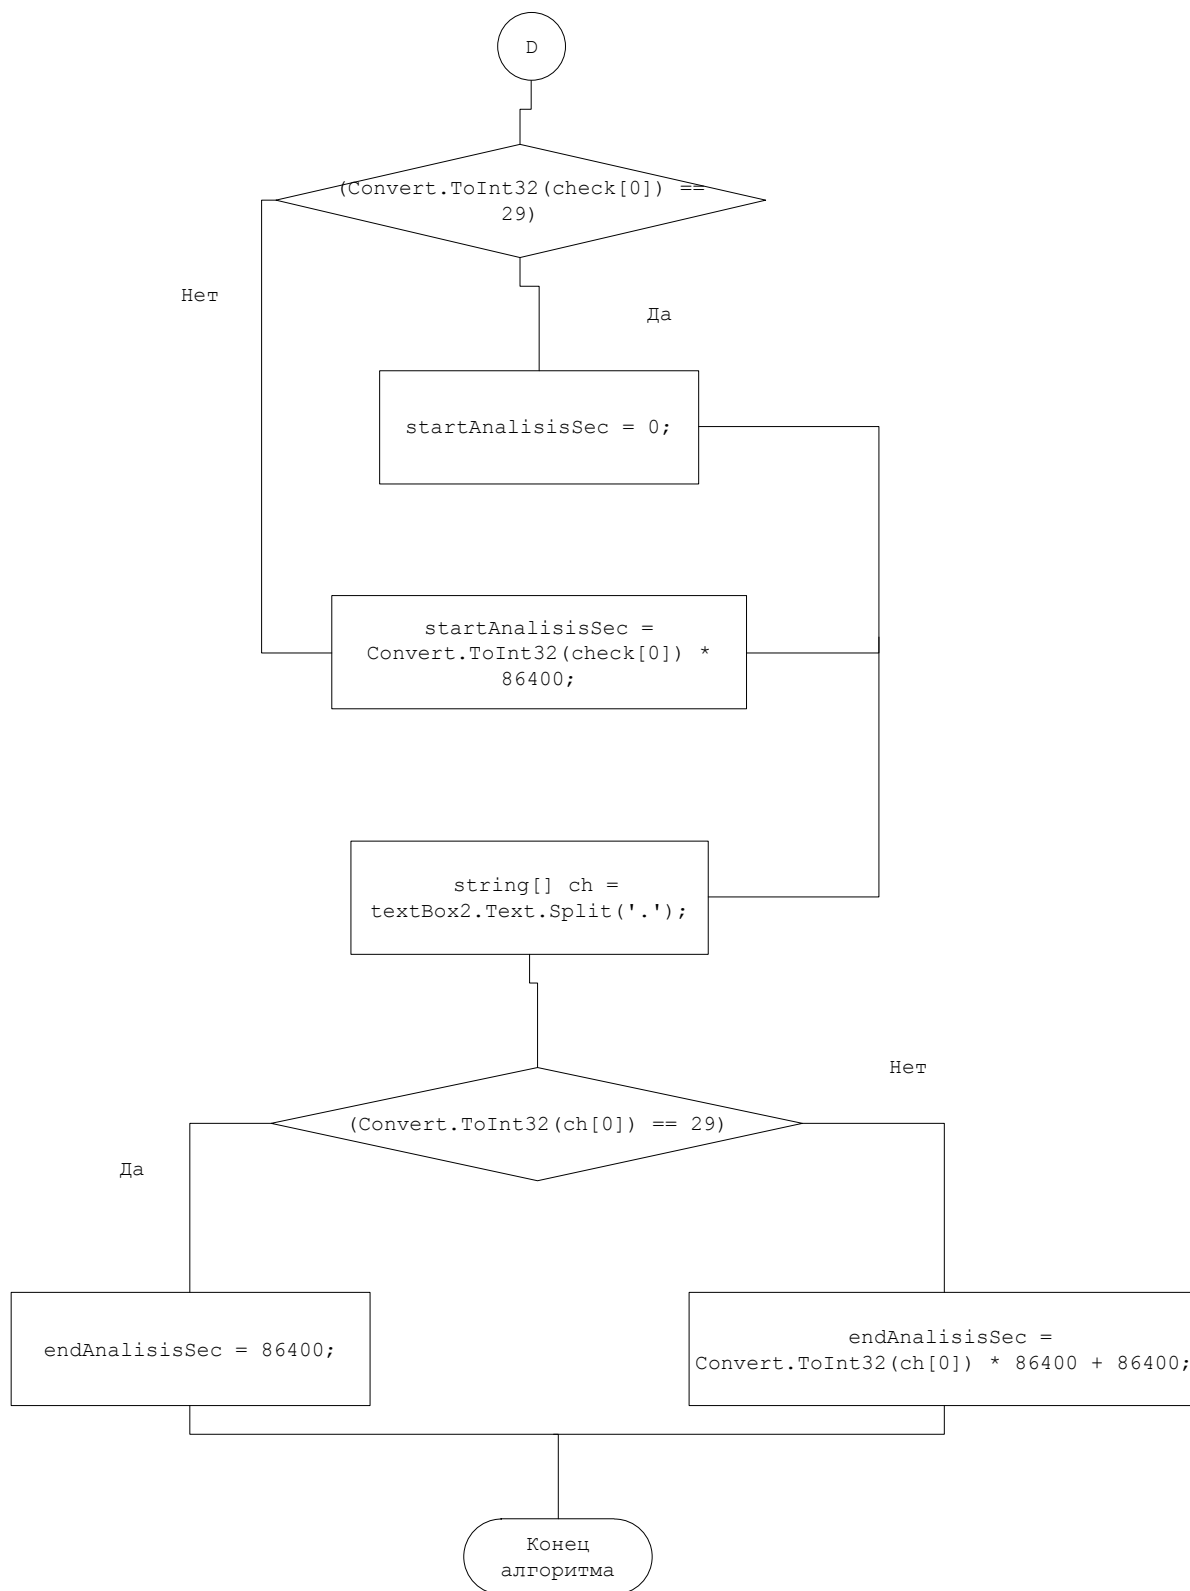 D
(Convert.ToInt32(check[0]) ==
29)
Нет
Да
startAnalisisSec = 0;
startAnalisisSec =
Convert.ToInt32(check[0]) *
86400;
string[] ch =
textBox2.Text.Split('.');
Нет
(Convert.ToInt32(ch[0]) == 29)
Да
endAnalisisSec = 86400;
endAnalisisSec =
Convert.ToInt32(ch[0]) * 86400 + 86400;
Конец
алгоритма